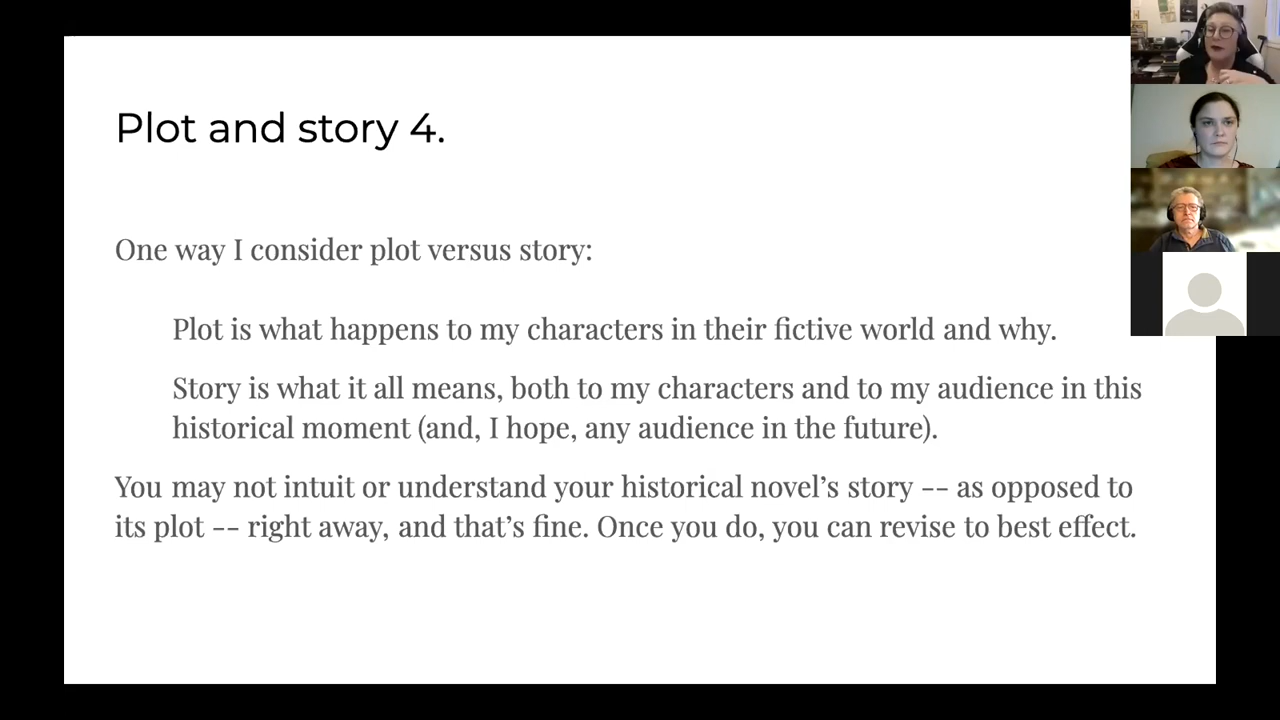 Plot and story 4.
One way I consider plot versus story:
Plot is what happens to my characters in their fictive world and why.
Story is what it all means, both to my characters and to my audience in this
historical moment (and, I hope, any audience in the future).
You may not intuit or understand your historical novel’s story -- as opposed to
its plot -- right away, and that’s fine. Once you do, you can revise to best effect.